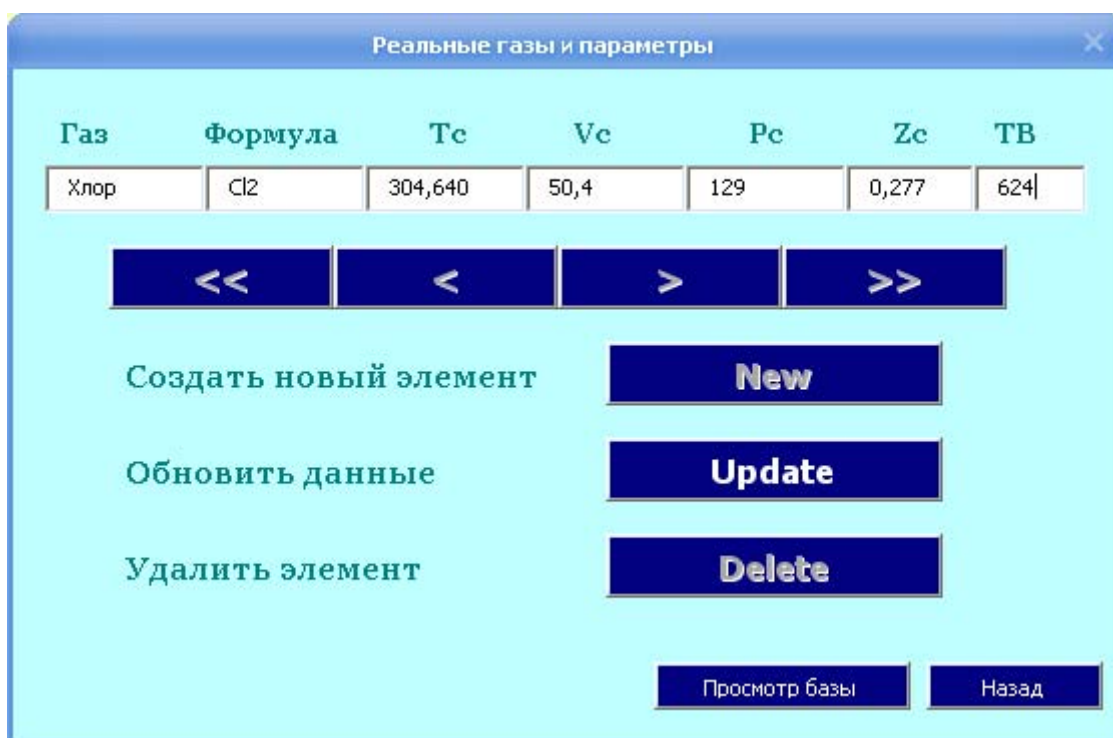 Реальные газы и параметры
Газ Формула Tc Vc Pc Zc TB
Хлор Cl2 304,640 50,4 129 0,277 624
<< < > >>
Создать новый элемент New
Обновить данные Update
Удалить элемент Delete
Просмотр базы Назад